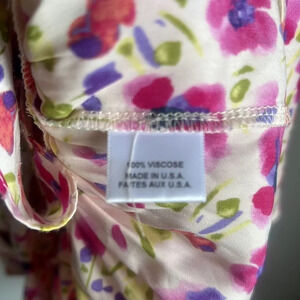 100% VISCOSE
MADE IN U.S.A.
FAITES AUX U.S.A.